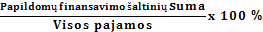 Papildomų finansavimo šaltinių suma
Visos pajamos
x 100 %